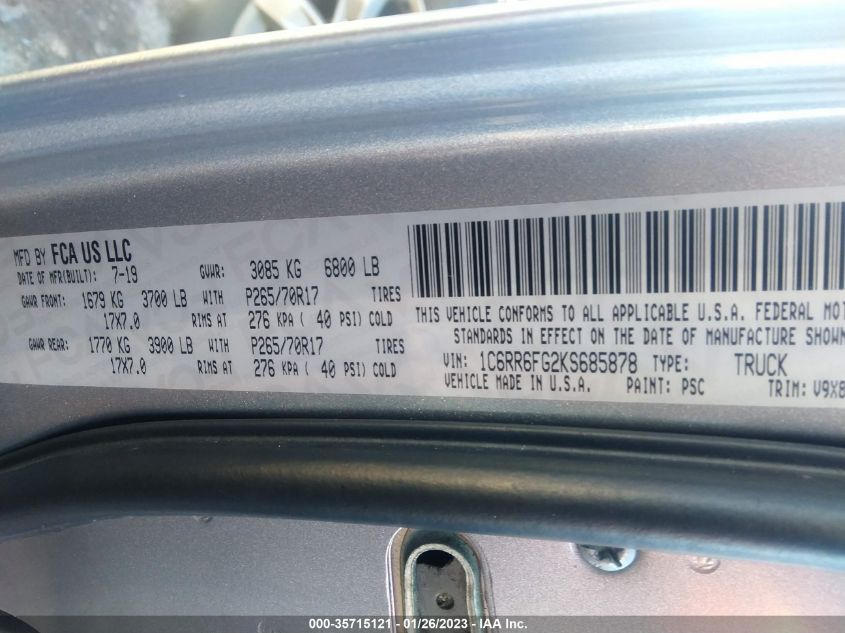 MFD BY FCA US LLC
DATE OF MFR(BUILT): 7-19 GVWR: 3085 KG 6800 LB
GAWR FRONT: 1679 KG 3700 LB WITH P265/70R17 TIRES
17X7.0 RIMS AT 276 KPA ( 40 PSI) COLD
GAWR REAR: 1770 KG 3900 LB WITH P265/70R17 TIRES
17X7.0 RIMS AT 276 KPA ( 40 PSI) COLD
THIS VEHICLE CONFORMS TO ALL APPLICABLE U.S.A. FEDERAL MOT
STANDARDS IN EFFECT ON THE DATE OF MANUFACTURE SHOWN
VIN: 1C6RR6FG2KS685878 TYPE: TRUCK
VEHICLE MADE IN U.S.A. PAINT: PSC TRIM: V9X8
000-35715121 - 01/26/2023 - IAA Inc.